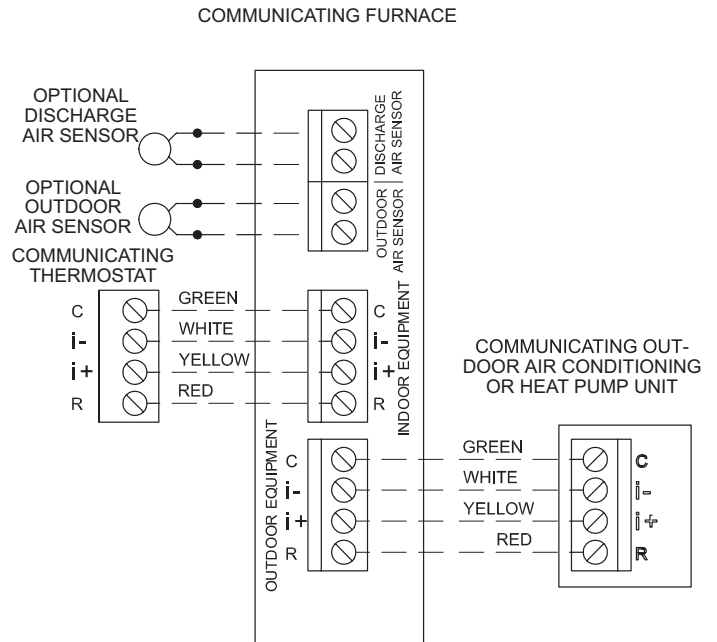 COMMUNICATING FURNACE
OPTIONAL
DISCHARGE
AIR SENSOR
DISCHARGE
AIR SENSOR
OPTIONAL
OUTDOOR
AIR SENSOR
OUTDOOR
AIR SENSOR
COMMUNICATING
THERMOSTAT
C
i-
i+
R
GREEN
WHITE
YELLOW
RED
C
i-
i+
R
INDOOR EQUIPMENT
COMMUNICATING OUT-
DOOR AIR CONDITIONING
OR HEAT PUMP UNIT
OUTDOOR EQUIPMENT
C
i-
i+
R
GREEN
WHITE
YELLOW
RED
C
i-
i+
R